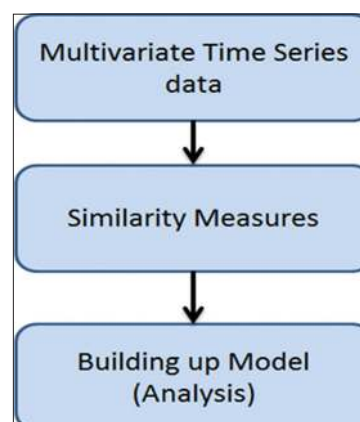 Multivariate Time Series
data
Similarity Measures
Building up Model
(Analysis)